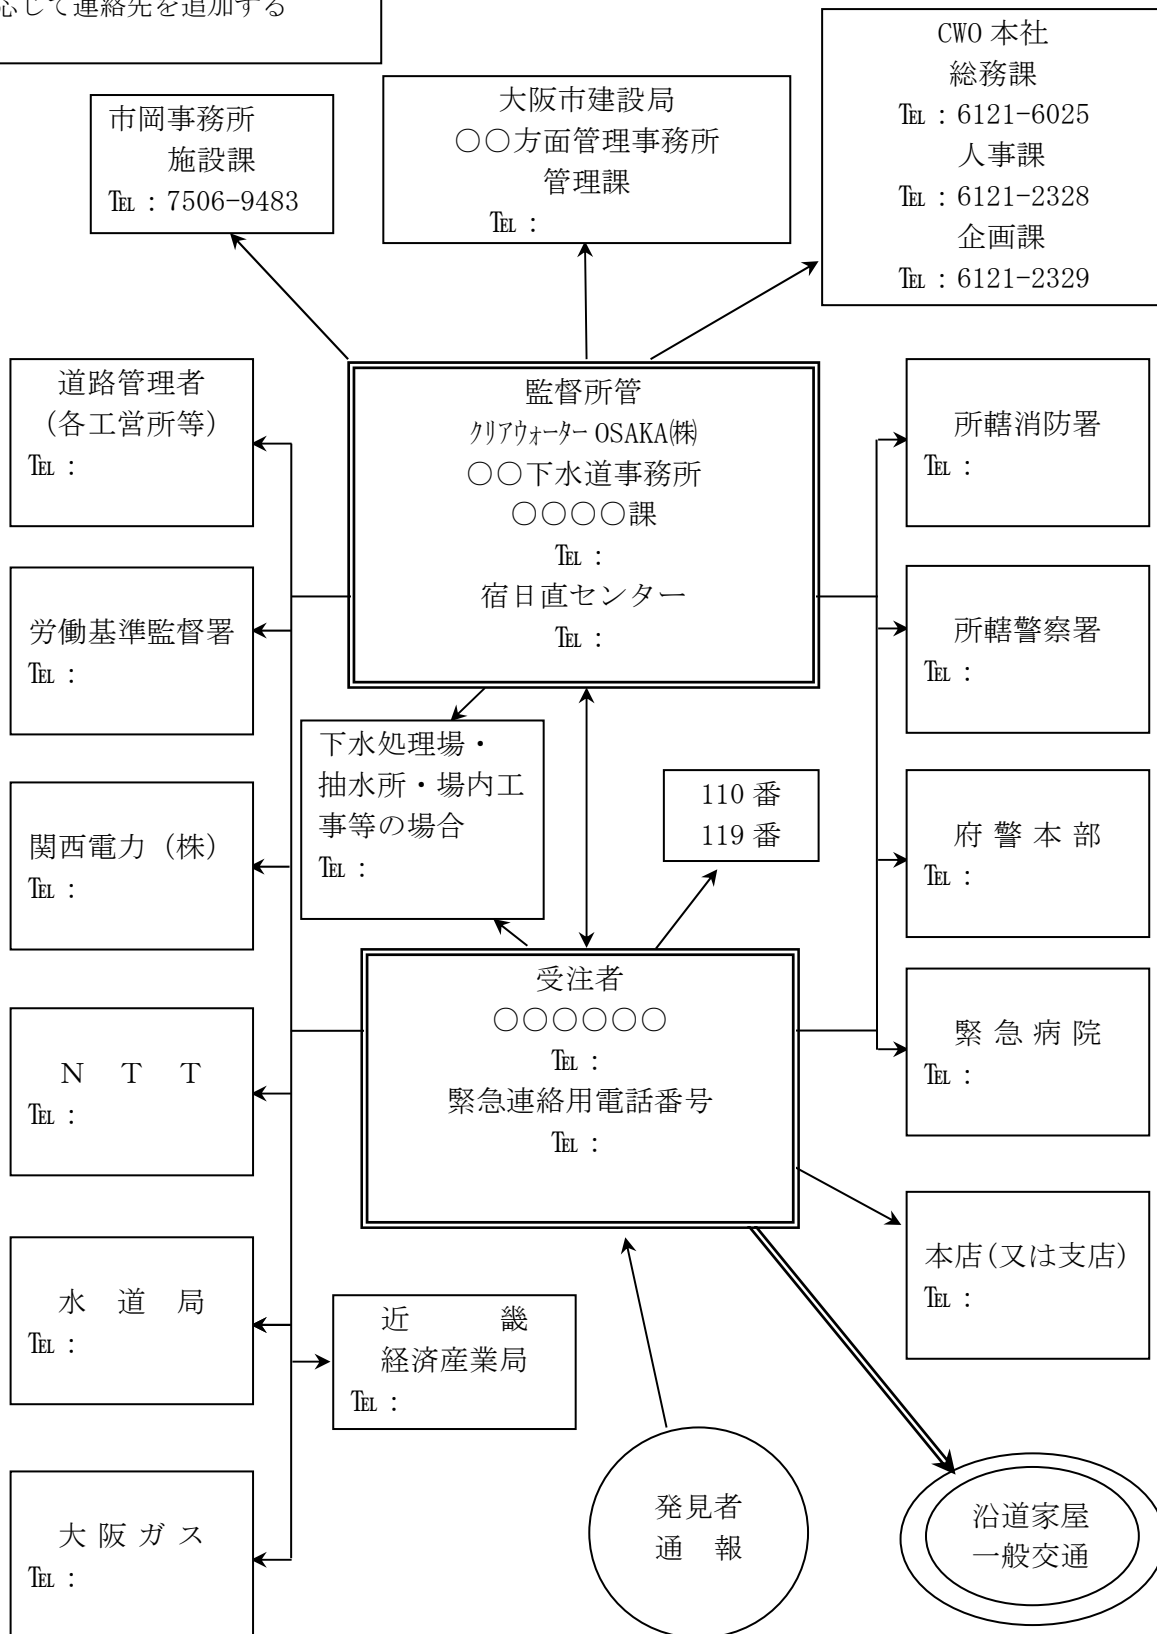 応じて連絡先を追加する
CWO 本社
総務課
℡：6121-6025
人事課
℡：6121-2328
企画課
℡：6121-2329
市岡事務所
施設課
℡：7506-9483
大阪市建設局
○○方面管理事務所
管理課
℡：
道路管理者
（各工営所等）
℡：
監督所管
ｸﾘｱｳｫｰﾀｰ OSAKA㈱
○○下水道事務所
○○○○課
℡：
宿日直センター
℡：
所轄消防署
℡：
労働基準監督署
℡：
所轄警察署
℡：
下水処理場・
抽水所・場内工
事等の場合
℡：
110 番
119 番
関西電力（株）
℡：
府 警 本 部
℡：
受注者
○○○○○○
℡：
緊急連絡用電話番号
℡：
緊 急 病 院
℡：
Ｎ　Ｔ　Ｔ
℡：
本店(又は支店)
℡：
水　道　局
℡：
近　　　畿
経済産業局
℡：
大 阪 ガ ス
℡：
発見者
通　報
沿道家屋
一般交通